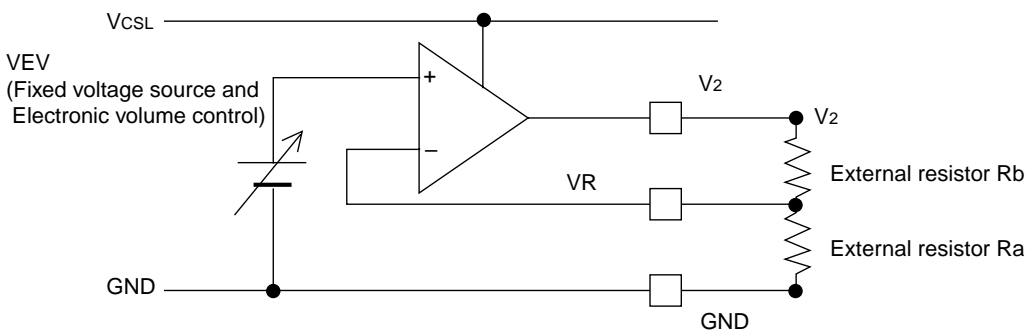 VCSL
VEV
(Fixed voltage source and
Electronic volume control)
+
−
V2
V2
External resistor Rb
VR
External resistor Ra
GND
GND